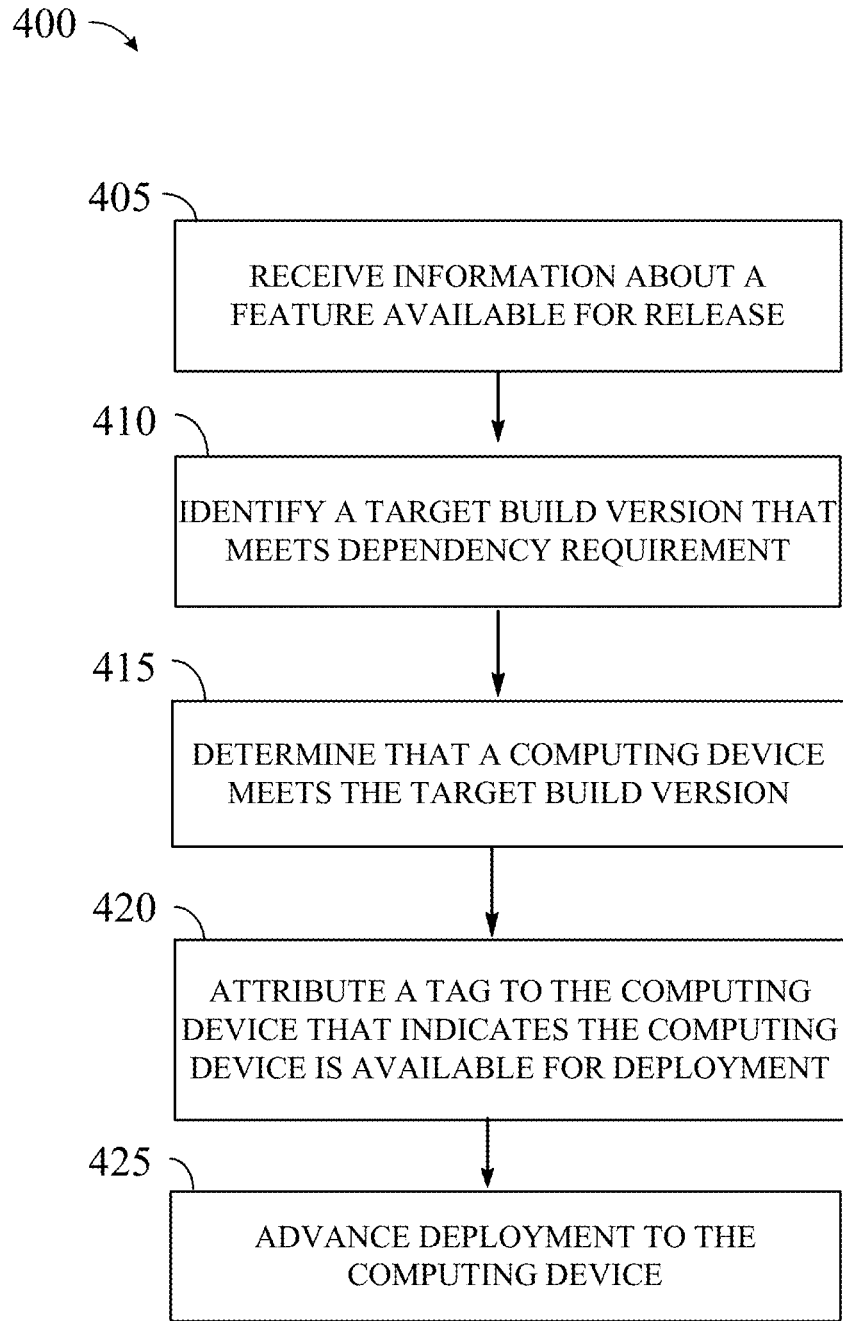 400
405
RECEIVE INFORMATION ABOUT A
FEATURE AVAILABLE FOR RELEASE
410
IDENTIFY A TARGET BUILD VERSION THAT
MEETS DEPENDENCY REQUIREMENT
415
DETERMINE THAT A COMPUTING DEVICE
MEETS THE TARGET BUILD VERSION
420
ATTRIBUTE A TAG TO THE COMPUTING
DEVICE THAT INDICATES THE COMPUTING
DEVICE IS AVAILABLE FOR DEPLOYMENT
425
ADVANCE DEPLOYMENT TO THE
COMPUTING DEVICE